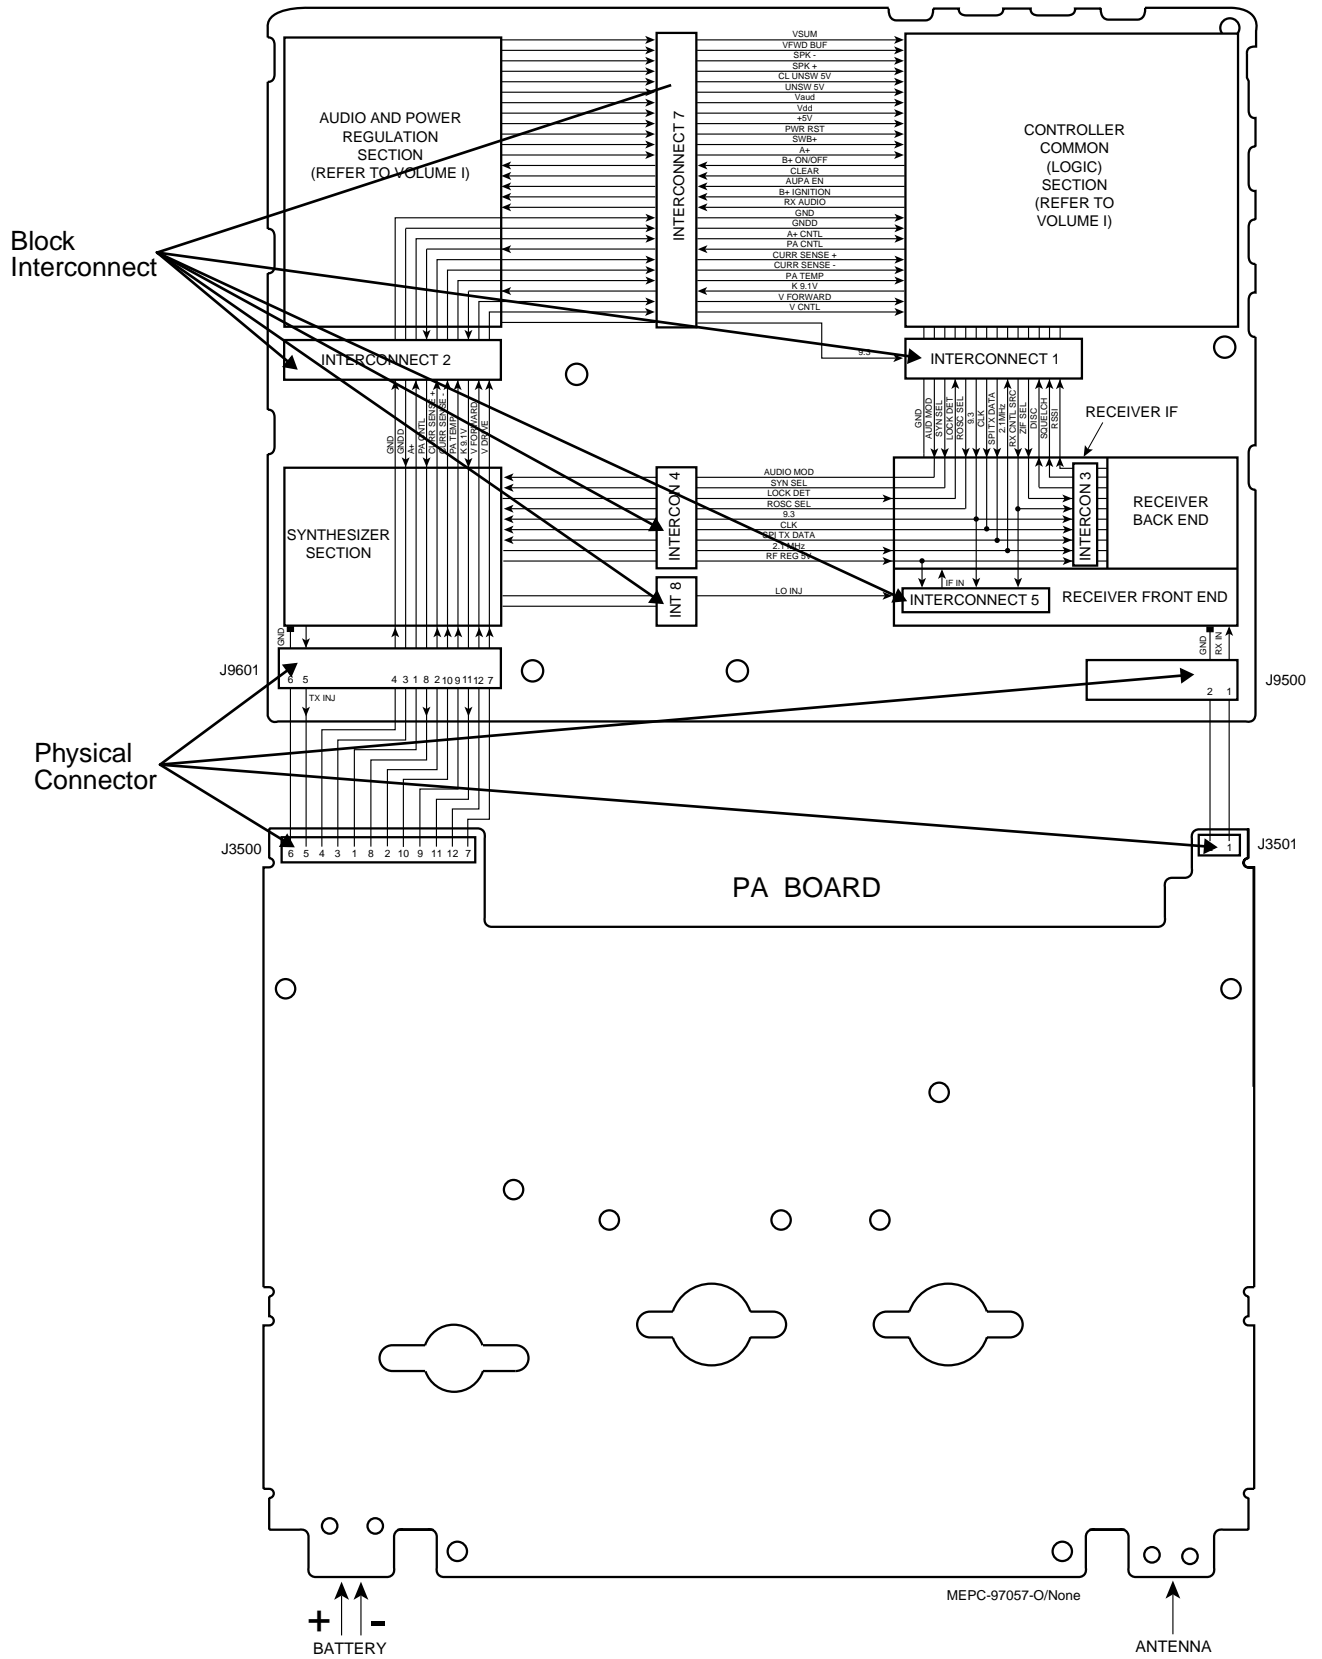 VSUM
VFWD BUF
SPK -
SPK +
CL UNSW 5V
UNSW 5V
Vaud
Vdd
+5V
PWR RST
SWB+
A+
B+ ON/OFF
CLEAR
AUPA EN
B+ IGNITION
RX AUDIO
GND
GNDD
A+ CNTL
PA CNTL
CURR SENSE +
CURR SENSE -
PA TEMP
K 9.1V
V FORWARD
V CNTL
AUDIO AND POWER
REGULATION
SECTION
(REFER TO VOLUME I)
INTERCONNECT 7
CONTROLLER
COMMON
(LOGIC)
SECTION
(REFER TO
VOLUME I)
Block
Interconnect
INTERCONNECT 2
9.3
INTERCONNECT 1
GND
GNDD
A+
PA CNTL
CURR SENSE +
CURR SENSE -
PA TEMP
K 9.1V
V FORWARD
V DRIVE
GND
AUD MOD
SYN SEL
LOCK DET
ROSC SEL
9.3
CLK
SPI TX DATA
2.1MHz
RX CNTL SRC
ZIF SEL
DISC
SQUELCH
RSSI
RECEIVER IF
SYNTHESIZER
SECTION
INTERCON 4
AUDIO MOD
SYN SEL
LOCK DET
ROSC SEL
9.3
CLK
SPI TX DATA
2.1 MHz
RF REG 5V
INTERCON 3
RECEIVER
BACK END
INT 8
LO INJ
IF IN
INTERCONNECT 5
RECEIVER FRONT END
GND
GND
RX IN
J9601
6 5 4 3 1 8 2 10 9 11 12 7
TX INJ
2 1
J9500
Physical
Connector
J3500
6 5 4 3 1 8 2 10 9 11 12 7
1
J3501
PA BOARD
MEPC-97057-O/None
+ -
BATTERY
ANTENNA